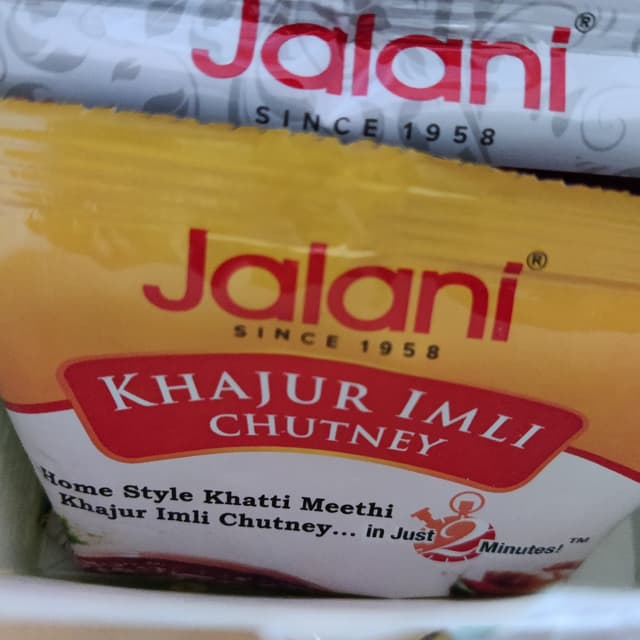 Jalani®
SINCE 1958
Jalani®
SINCE 1958
KHAJUR IMLI
CHUTNEY
Home Style Khatti Meethi
Khajur Imli Chutney... in Just 2 Minutes!™